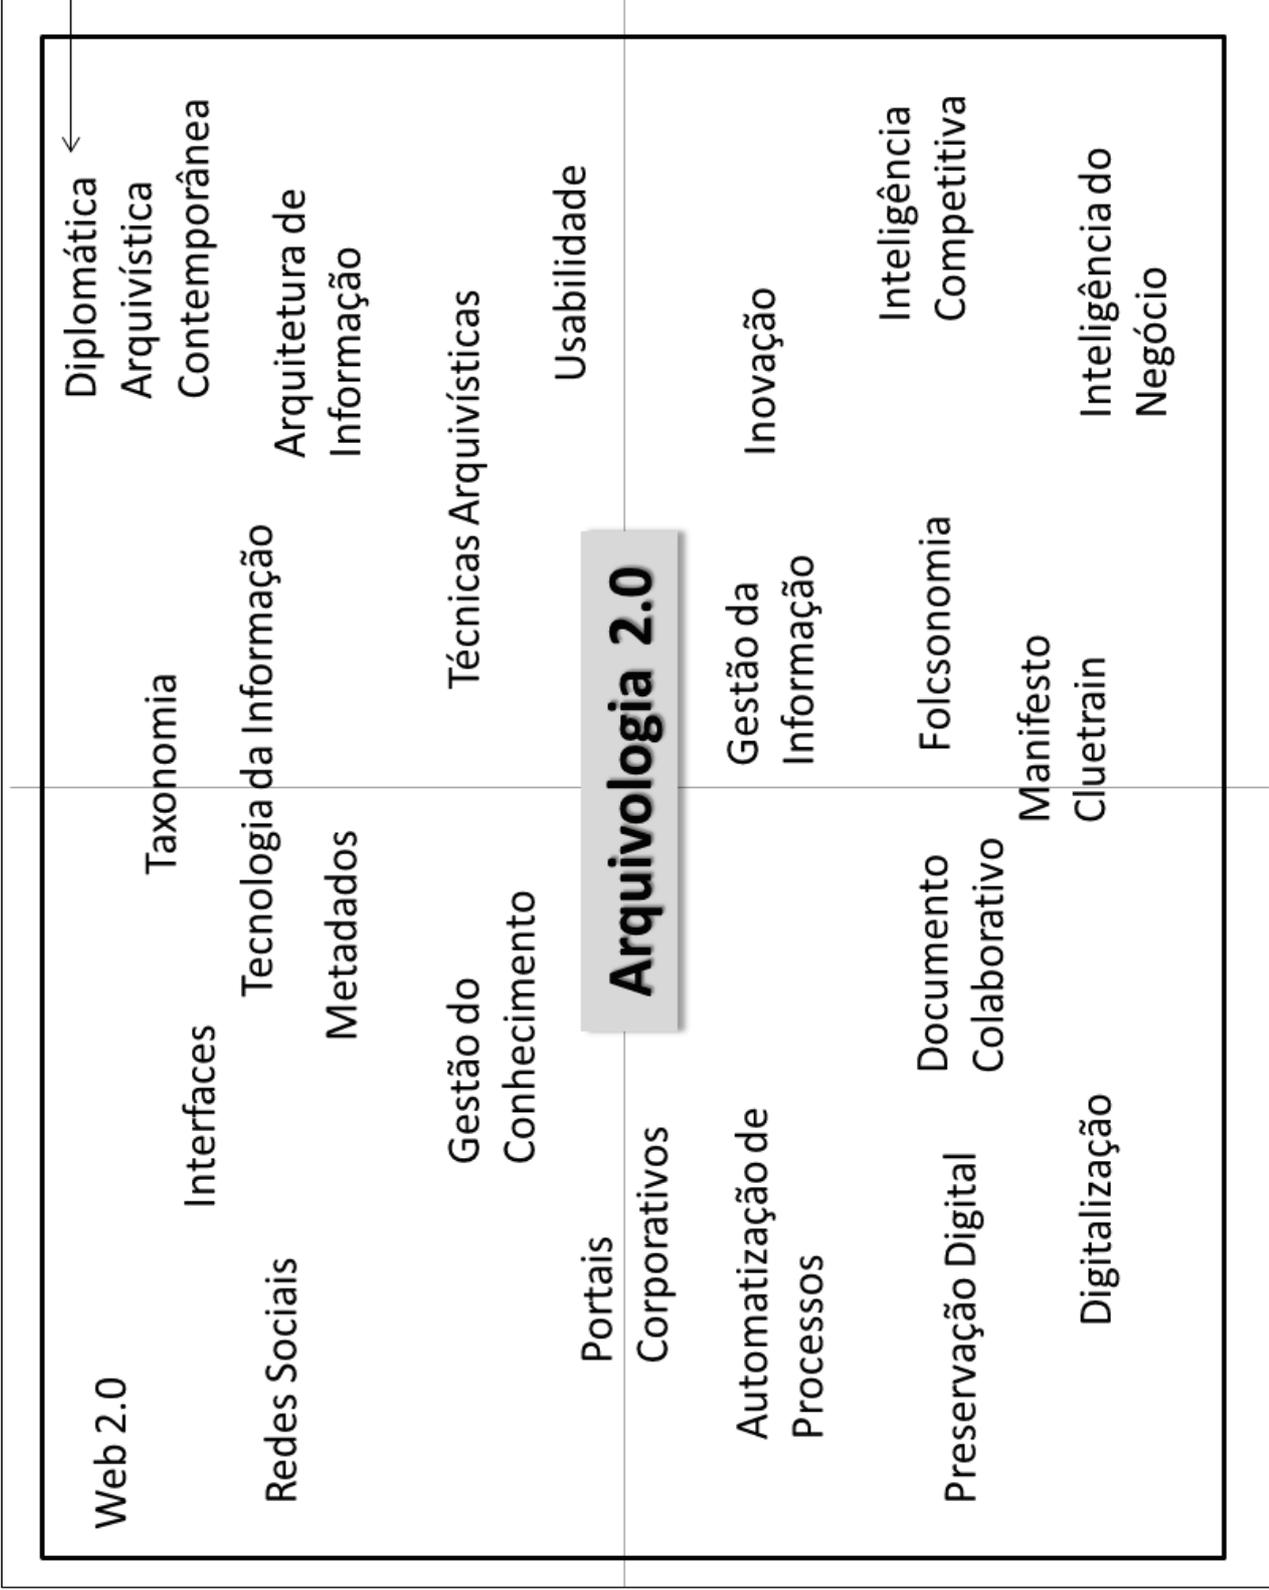 Web 2.0
Redes Sociais
Interfaces
Taxonomia
Tecnologia da Informação
Metadados
Diplomática
Arquivística
Contemporânea
Arquitetura de
Informação
Técnicas Arquivísticas
Gestão do
Conhecimento
Usabilidade
Portais
Corporativos
Arquivologia 2.0
Automatização de
Processos
Gestão da
Informação
Inovação
Preservação Digital
Documento
Colaborativo
Folcsonomia
Inteligência
Competitiva
Manifesto
Cluetrain
Digitalização
Inteligência do
Negócio